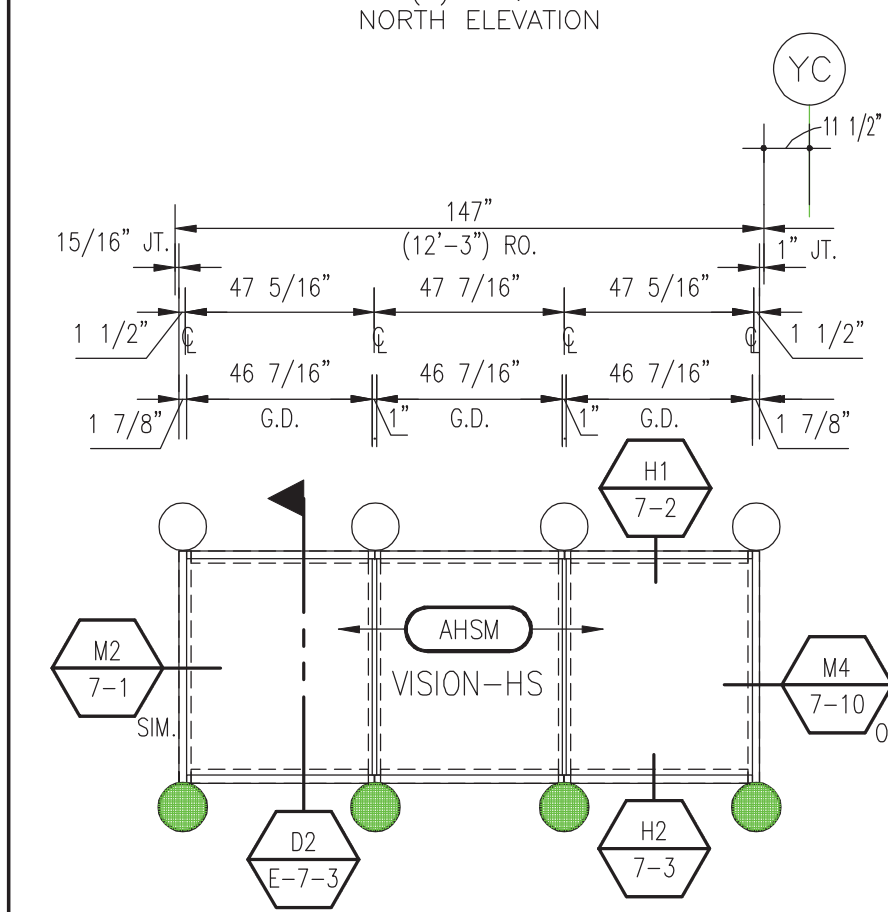 NORTH ELEVATION
YC
11 1/2"
147"
15/16" JT.
(12'-3") RO.
1" JT.
47 5/16"
47 7/16"
47 5/16"
1 1/2"
℄
℄
℄
℄
1 1/2"
46 7/16"
46 7/16"
46 7/16"
1 7/8"
G.D.
1"
G.D.
1"
G.D.
1 7/8"
H1
7-2
AHSM
M2
7-1
VISION-HS
M4
7-10
SIM.
D2
E-7-3
H2
7-3